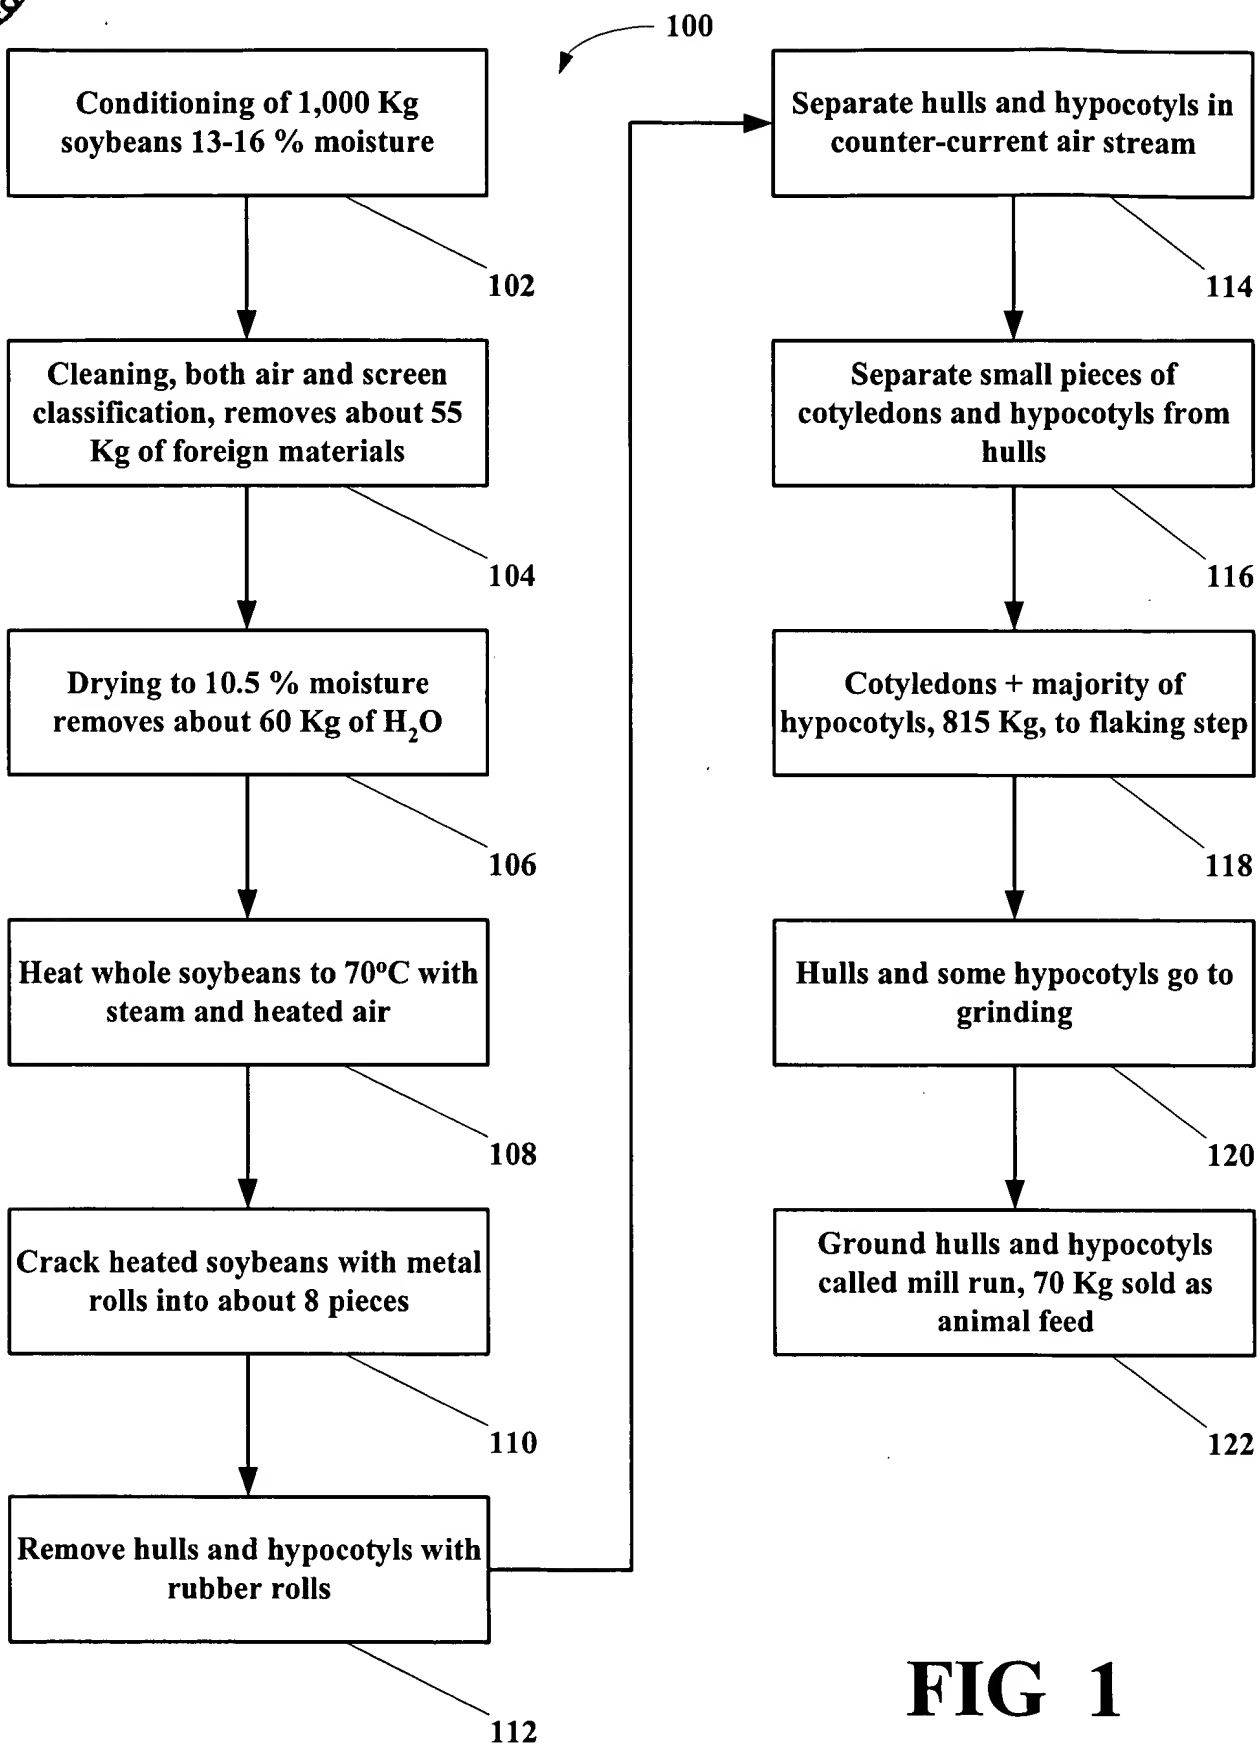 100
Conditioning of 1,000 Kg
soybeans 13-16 % moisture
102
Cleaning, both air and screen
classification, removes about 55
Kg of foreign materials
104
Drying to 10.5 % moisture
removes about 60 Kg of H₂O
106
Heat whole soybeans to 70ºC with
steam and heated air
108
Crack heated soybeans with metal
rolls into about 8 pieces
110
Remove hulls and hypocotyls with
rubber rolls
112
Separate hulls and hypocotyls in
counter-current air stream
114
Separate small pieces of
cotyledons and hypocotyls from
hulls
116
Cotyledons + majority of
hypocotyls, 815 Kg, to flaking step
118
Hulls and some hypocotyls go to
grinding
120
Ground hulls and hypocotyls
called mill run, 70 Kg sold as
animal feed
122
FIG 1